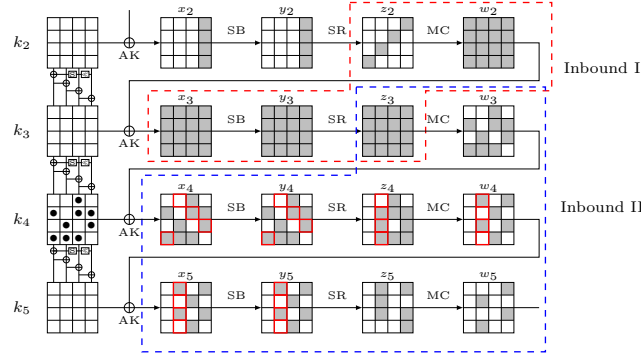 x2 y2 z2 w2
k2 SB SR MC
AK
Inbound I
x3 y3 z3 w3
k3 SB SR MC
AK
x4 y4 z4 w4
k4 SB SR MC
AK
Inbound II
x5 y5 z5 w5
k5 SB SR MC
AK